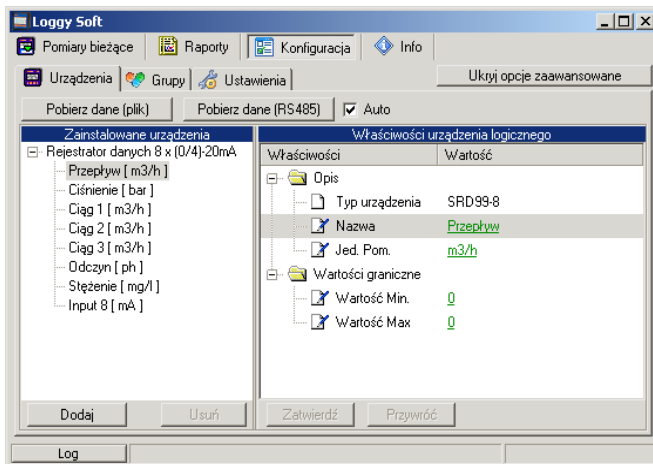 Loggy Soft
Pomiary bieżące Raporty Konfiguracja Info
Urządzenia Grupy Ustawienia Ukryj opcje zaawansowane
Pobierz dane (plik) Pobierz dane (RS485) Auto
Zainstalowane urządzenia
Rejestrator danych 8 x (0/4)-20mA
Przepływ [ m3/h ]
Ciśnienie [ bar ]
Ciąg 1 [ m3/h ]
Ciąg 2 [ m3/h ]
Ciąg 3 [ m3/h ]
Odczyn [ ph ]
Stężenie [ mg/l ]
Input 8 [ mA ]
Dodaj Usuń
Właściwości urządzenia logicznego
Właściwości Wartość
Opis
Typ urządzenia SRD99-8
Nazwa Przepływ
Jed. Pom. m3/h
Wartości graniczne
Wartość Min. 0
Wartość Max 0
Zatwierdź Przywróć
Log